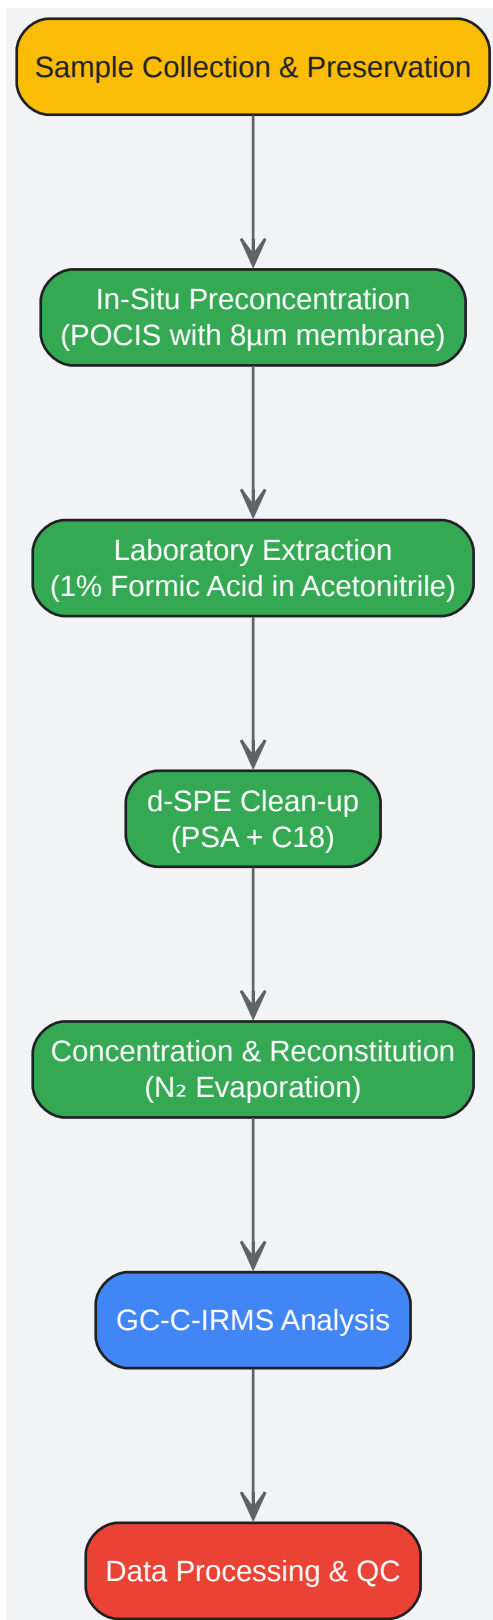 Sample Collection & Preservation
In-Situ Preconcentration
(POCIS with 8µm membrane)
Laboratory Extraction
(1% Formic Acid in Acetonitrile)
d-SPE Clean-up
(PSA + C18)
Concentration & Reconstitution
(N₂ Evaporation)
GC-C-IRMS Analysis
Data Processing & QC